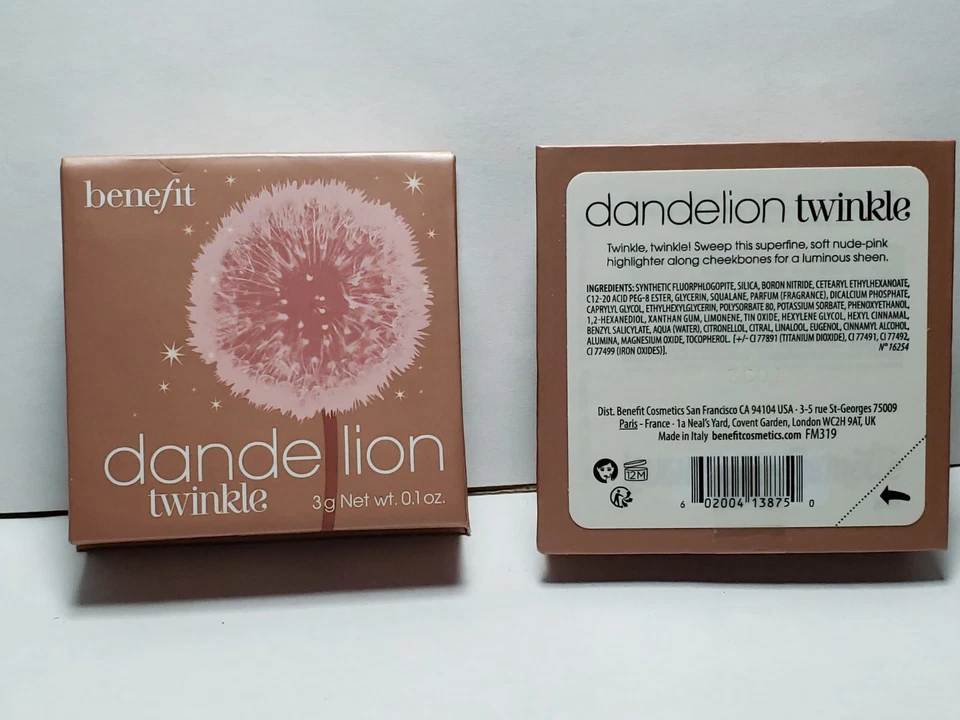 benefit
dandelion
twinkle
3g Net wt. 0.1oz.
dandelion twinkle
Twinkle, twinkle! Sweep this superfine, soft nude-pink
highlighter along cheekbones for a luminous sheen.
INGREDIENTS: SYNTHETIC FLUORPHLOGOPITE, SILICA, BORON NITRIDE, CETEARYL ETHYLHEXANOATE,
C12-20 ACID PEG-8 ESTER, GLYCERIN, SQUALANE, PARFUM (FRAGRANCE), DICALCIUM PHOSPHATE,
CAPRYLYL GLYCOL, ETHYLHEXYLGLYCERIN, POLYSORBATE 80, POTASSIUM SORBATE, PHENOXYETHANOL,
1,2-HEXANEDIOL, XANTHAN GUM, LIMONENE, TIN OXIDE, HEXYLENE GLYCOL, HEXYL CINNAMAL,
BENZYL SALICYLATE, AQUA (WATER), CITRONELLOL, CITRAL, LINALOOL, EUGENOL, CINNAMYL ALCOHOL,
ALUMINA, MAGNESIUM OXIDE, TOCOPHEROL. [+/- CI 77891 (TITANIUM DIOXIDE), CI 77491, CI 77492,
CI 77499 (IRON OXIDES)].
N° 16254
Dist. Benefit Cosmetics San Francisco CA 94104 USA · 3-5 rue St-Georges 75009
Paris - France · 1a Neal's Yard, Covent Garden, London WC2H 9AT, UK
Made in Italy benefitcosmetics.com FM319
12M
6 02004 13875 0